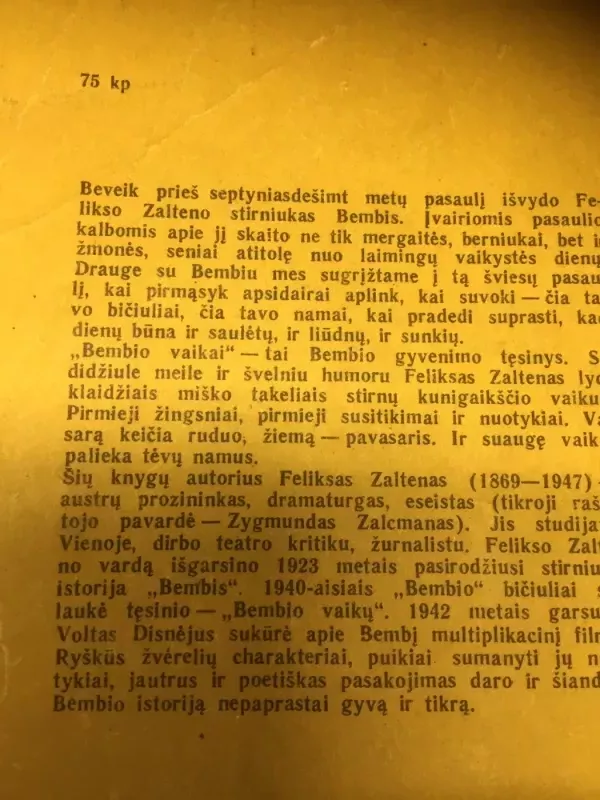 75 kp
Beveik prieš septyniasdešimt metų pasaulį išvydo Fe-
likso Zalteno stirniukas Bembis. Įvairiomis pasaulio
kalbomis apie jį skaito ne tik mergaitės, berniukai, bet i
žmonės, seniai atitolę nuo laimingų vaikystės dienų
Drauge su Bembiu mes sugrįžtame į tą šviesų pasau
lį, kai pirmąsyk apsidairai aplink, kai suvoki — čia ta
vo bičiuliai, čia tavo namai, kai pradedi suprasti, ka
dienų būna ir saulėtų, ir liūdnų, ir sunkių.
„Bembio vaikai“ — tai Bembio gyvenimo tęsinys. S
didžiule meile ir švelniu humoru Feliksas Zaltenas lyd
klaidžiais miško takeliais stirnų kunigaikščio vaiku
Pirmieji žingsniai, pirmieji susitikimai ir nuotykiai. Va
sarą keičia ruduo, žiemą — pavasaris. Ir suaugę vaik
palieka tėvų namus.
Šių knygų autorius Feliksas Zaltenas (1869—1947) -
austrų prozininkas, dramaturgas, eseistas (tikroji raš
tojo pavardė — Zygmundas Zalcmanas). Jis studija
Vienoje, dirbo teatro kritiku, žurnalistu. Felikso Zalt
no vardą išgarsino 1923 metais pasirodžiusi stirniu
istorija „Bembis“. 1940-aisiais „Bembio“ bičiuliai s
laukė tęsinio — „Bembio vaikų“. 1942 metais garsu
Voltas Disnėjus sukūrė apie Bembį multiplikacinį film
Ryškūs žvėrelių charakteriai, puikiai sumanyti jų n
tykiai, jautrus ir poetiškas pasakojimas daro ir šiand
Bembio istoriją nepaprastai gyvą ir tikrą.